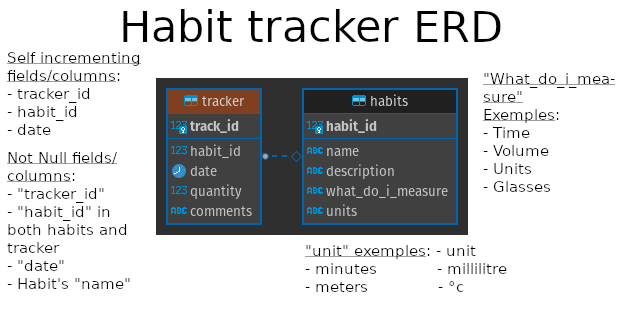 Habit tracker ERD
Self incrementing
fields/columns:
- tracker_id
- habit_id
- date
Not Null fields/
columns:
- "tracker_id"
- "habit_id" in
both habits and
tracker
- "date"
- Habit's "name"
tracker
123 track_id
123 habit_id
date
123 quantity
ABC comments
habits
123 habit_id
ABC name
ABC description
ABC what_do_i_measure
ABC units
"What_do_i_mea-
sure"
Exemples:
- Time
- Volume
- Units
- Glasses
"unit" exemples: - unit
- minutes - millilitre
- meters - °c